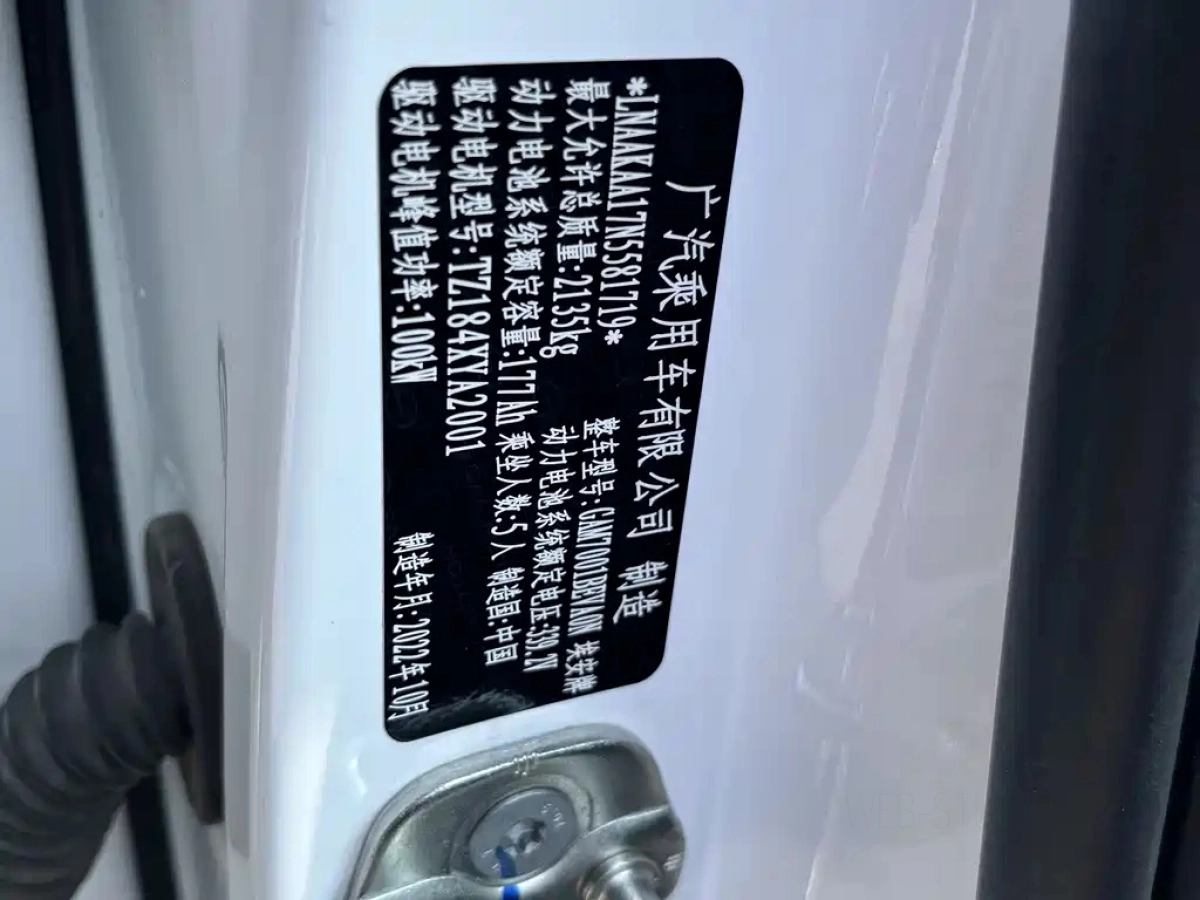 广汽乘用车有限公司 制造
*LNAAKAA17N5581719* 整车型号:GAM7001BEVA0N 埃安牌
最大允许总质量:2135kg 动力电池系统额定电压:339.2V
动力电池系统额定容量:177Ah 乘坐人数:5人 制造国:中国
驱动电机型号:TZ184XYA2001
驱动电机峰值功率:100kW 制造年月:2022年10月